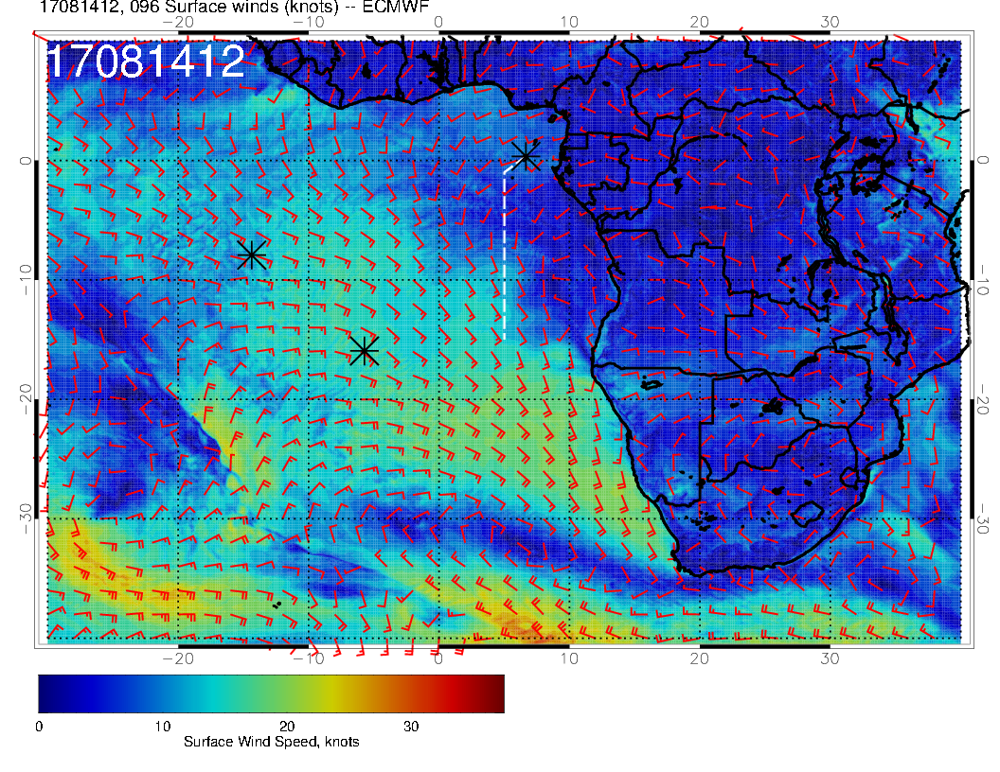 17081412, 096 Surface winds (knots) -- ECMWF
−20 −10 0 10 20 30
17081412
0 0
−10 −10
−20 −20
−30 −30
−20 −10 0 10 20 30
0 10 20 30
Surface Wind Speed, knots